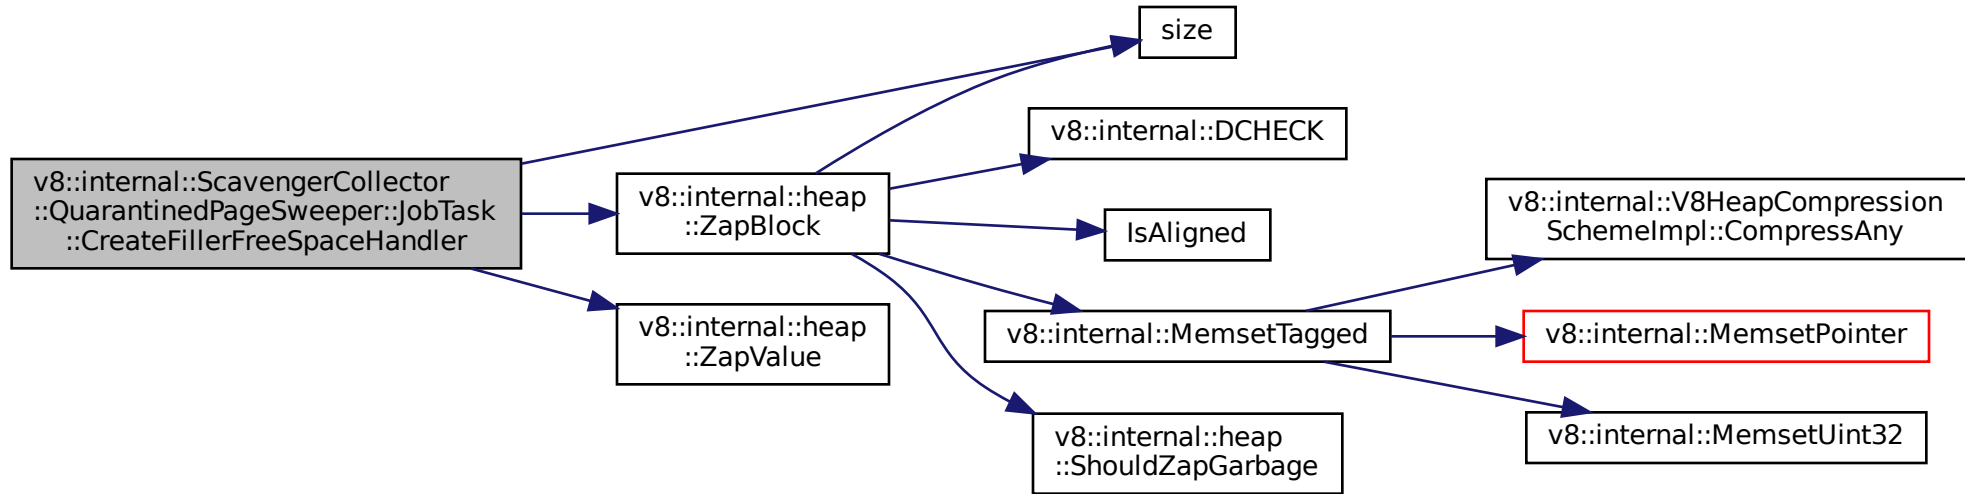 v8::internal::ScavengerCollector
::QuarantinedPageSweeper::JobTask
::CreateFillerFreeSpaceHandler
size
v8::internal::heap
::ZapBlock
v8::internal::heap
::ZapValue
v8::internal::DCHECK
IsAligned
v8::internal::MemsetTagged
v8::internal::heap
::ShouldZapGarbage
v8::internal::V8HeapCompression
SchemeImpl::CompressAny
v8::internal::MemsetPointer
v8::internal::MemsetUint32